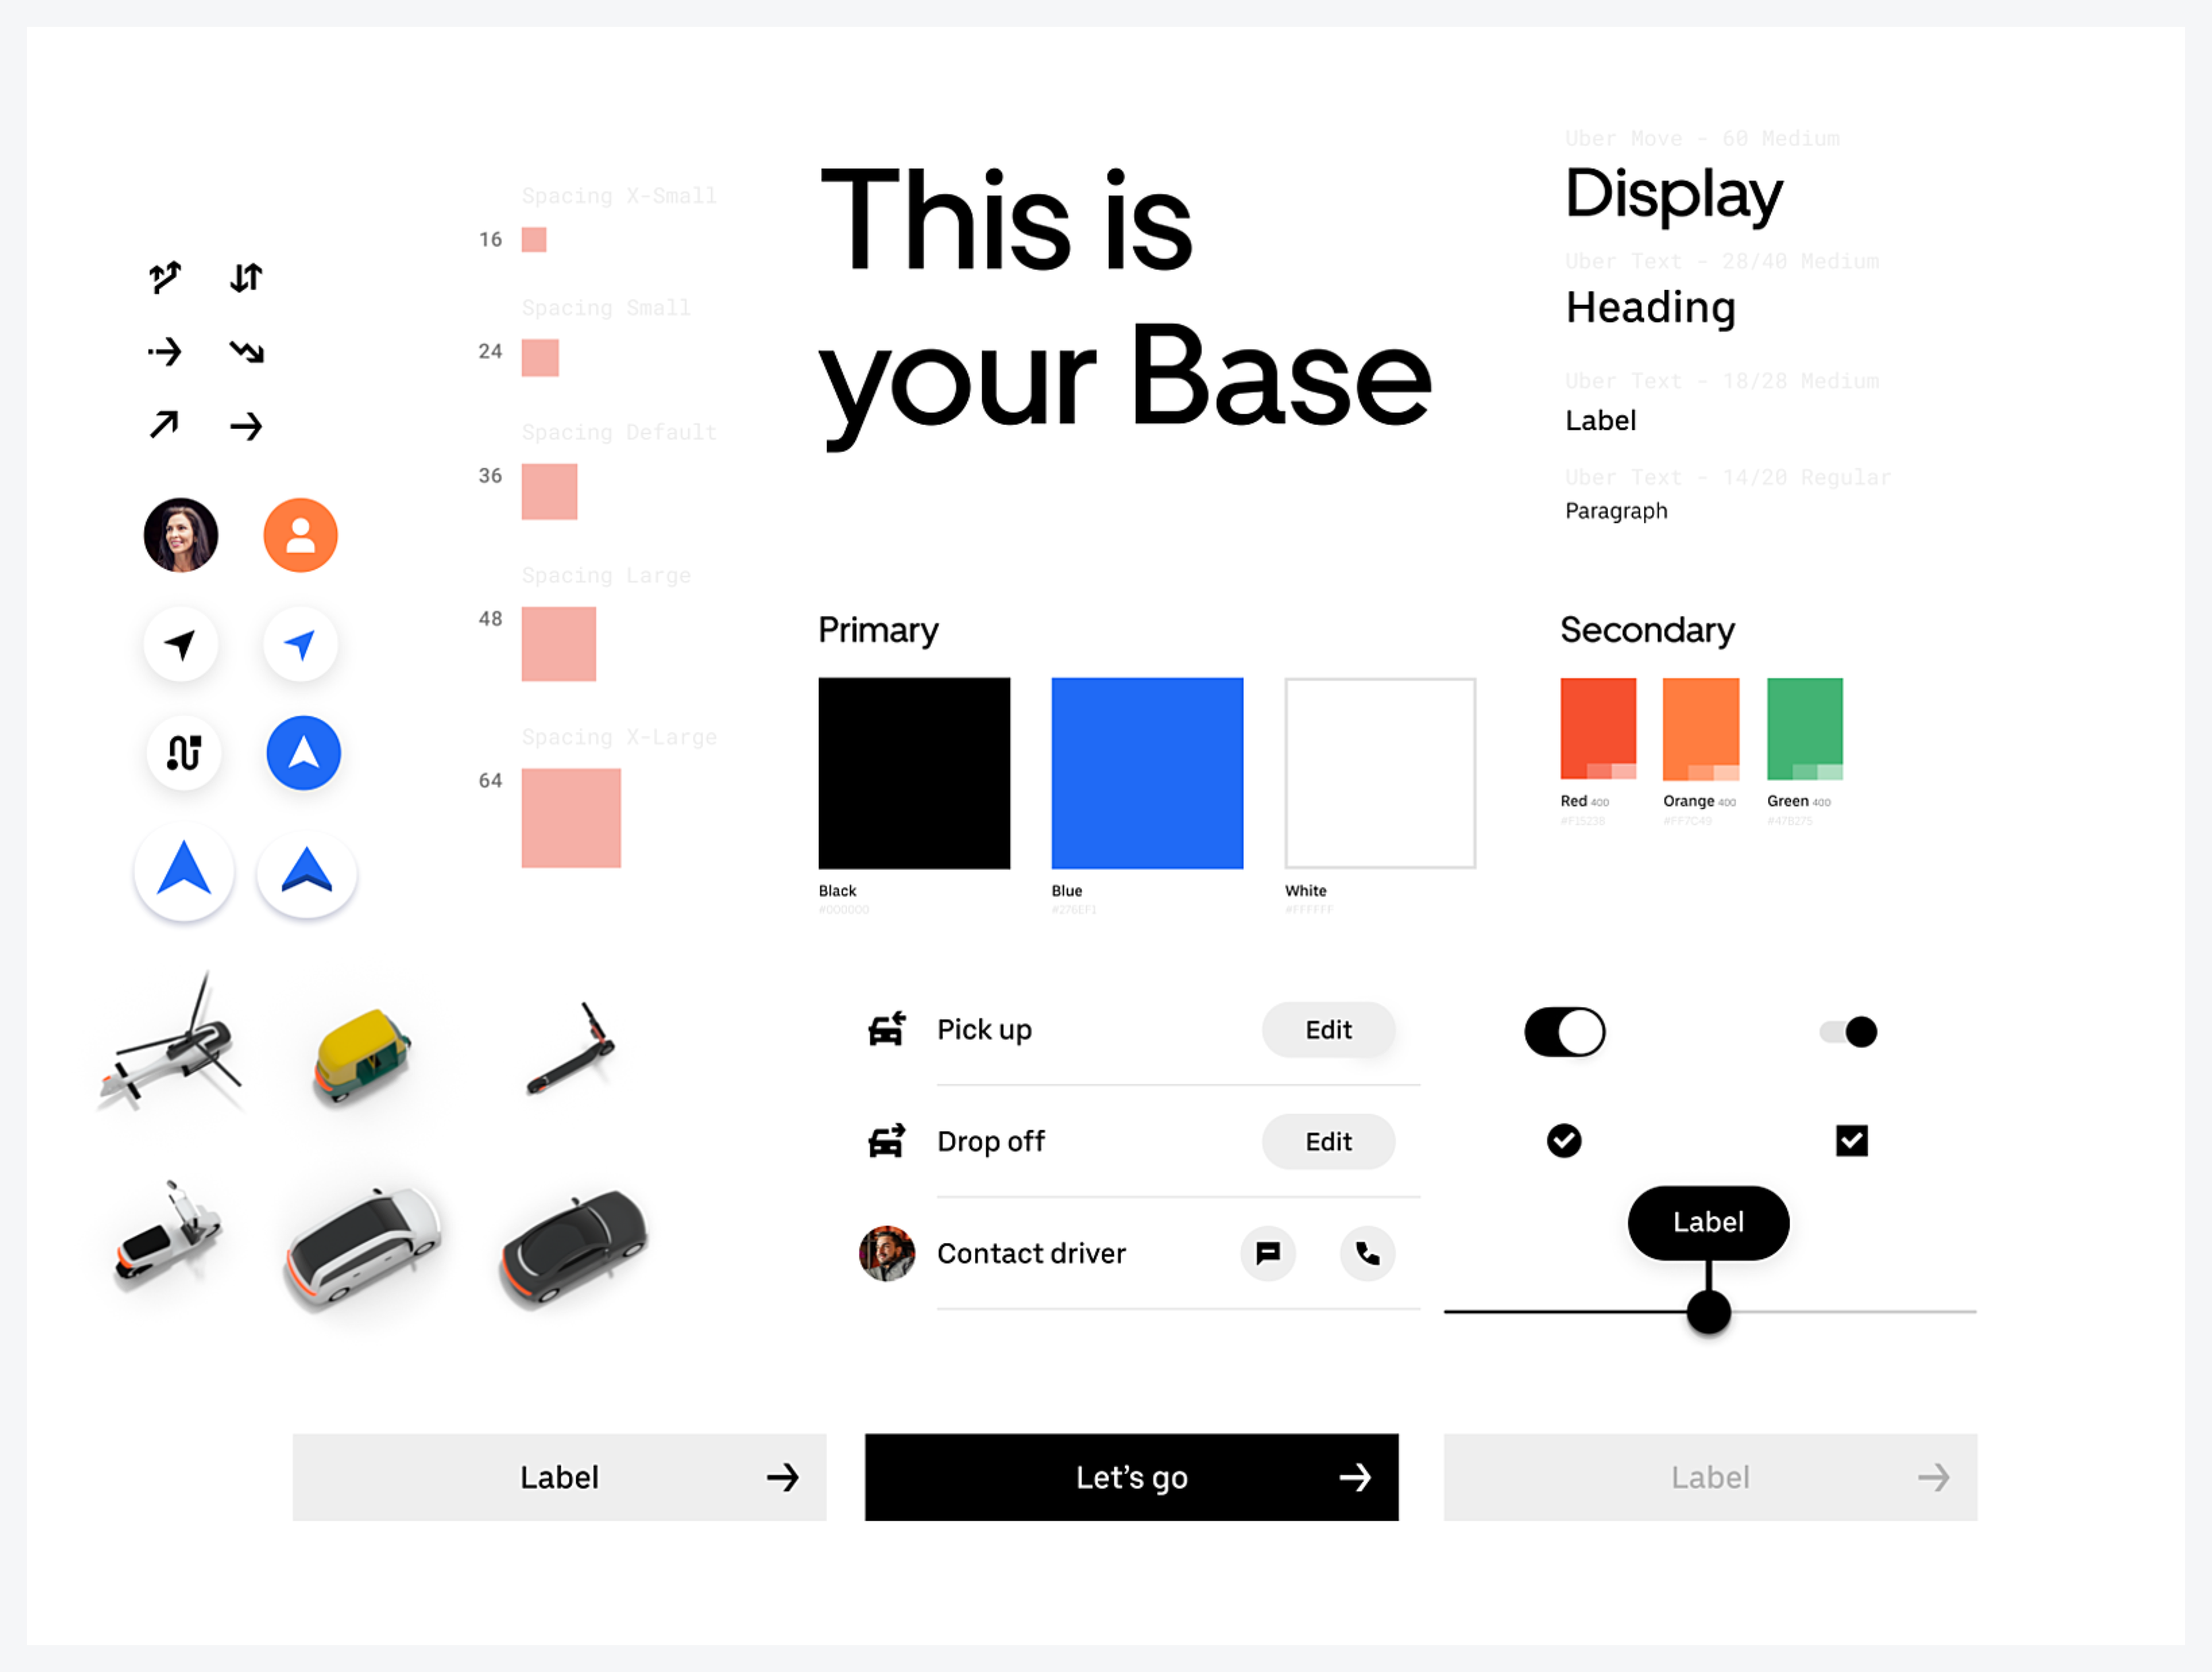 This is
your Base
Uber Move - 60 Medium
Display
Uber Text - 28/40 Medium
Heading
Uber Text - 18/28 Medium
Label
Uber Text - 14/20 Regular
Paragraph
Spacing X-Small
16
Spacing Small
24
Spacing Default
36
Spacing Large
48
Spacing X-Large
64
Primary
Black
#000000
Blue
#276EF1
White
#FFFFFF
Secondary
Red 400
Orange 400
#FF7C49
Green 400
#47B275
Pick up
Edit
Drop off
Edit
Contact driver
Label
Label
Let's go
Label